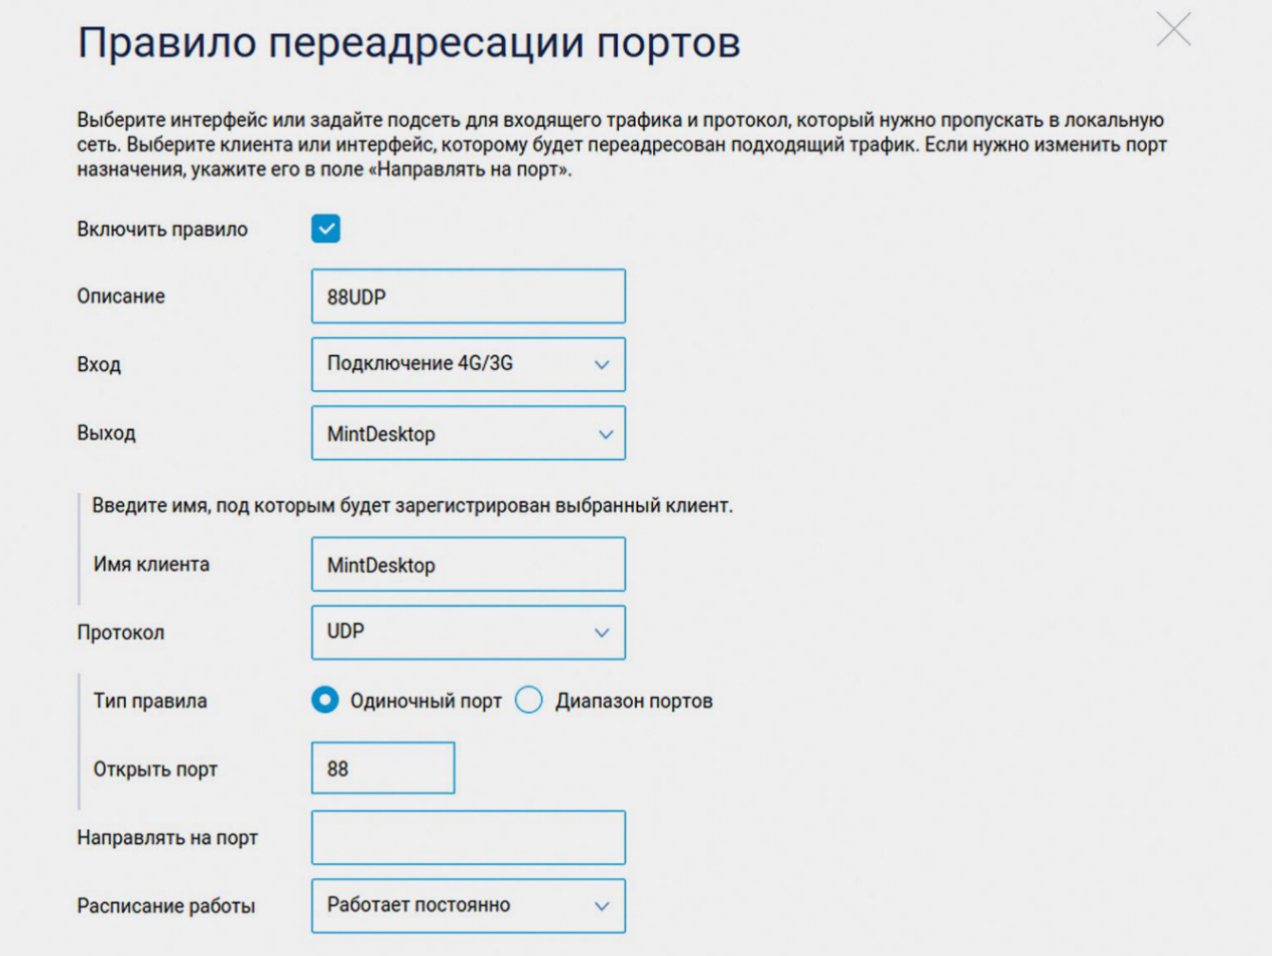 Правило переадресации портов
Выберите интерфейс или задайте подсеть для входящего трафика и протокол, который нужно пропускать в локальную
сеть. Выберите клиента или интерфейс, которому будет переадресован подходящий трафик. Если нужно изменить порт
назначения, укажите его в поле «Направлять на порт».
Включить правило
Описание 88UDP
Вход Подключение 4G/3G
Выход MintDesktop
Введите имя, под которым будет зарегистрирован выбранный клиент.
Имя клиента MintDesktop
Протокол UDP
Тип правила Одиночный порт Диапазон портов
Открыть порт 88
Направлять на порт
Расписание работы Работает постоянно